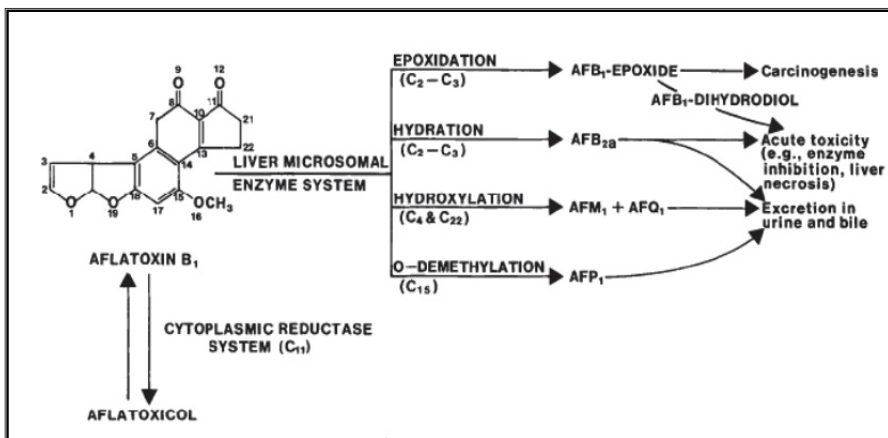 9
12
O
O
8
11
7
10
21
6
22
3
4
5
13
14
2
15
O
O
18
17
OCH₃
1
19
16
AFLATOXIN B₁
CYTOPLASMIC REDUCTASE
SYSTEM (C₁₁)
AFLATOXICOL
LIVER MICROSOMAL
ENZYME SYSTEM
EPOXIDATION
(C₂–C₃)
AFB₁-EPOXIDE
Carcinogenesis
AFB₁-DIHYDRODIOL
HYDRATION
(C₂–C₃)
AFB₂ₐ
Acute toxicity
(e.g., enzyme
inhibition, liver
necrosis)
HYDROXYLATION
(C₄ & C₂₂)
AFM₁ + AFQ₁
Excretion in
urine and bile
O–DEMETHYLATION
(C₁₅)
AFP₁